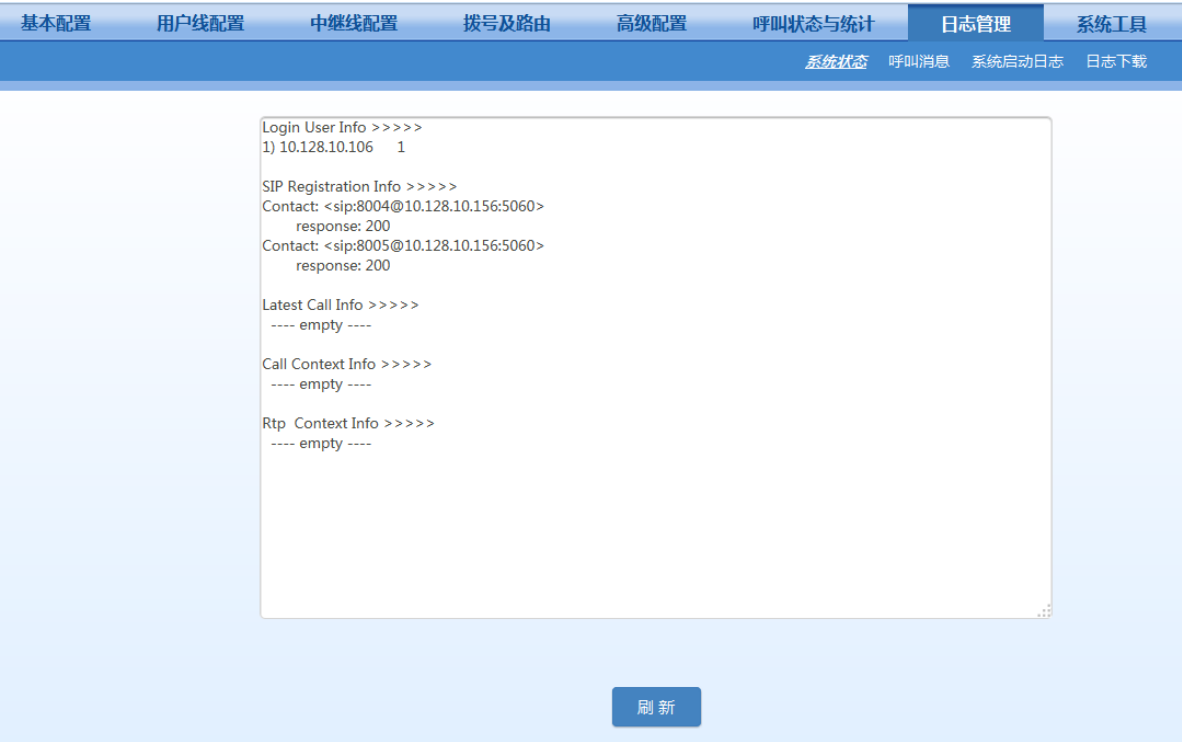 基本配置 用户线配置 中继线配置 拨号及路由 高级配置 呼叫状态与统计 日志管理 系统工具
系统状态 呼叫消息 系统启动日志 日志下载
Login User Info >>>>>
1) 10.128.10.106 1
SIP Registration Info >>>>>
Contact: <sip:8004@10.128.10.156:5060>
response: 200
Contact: <sip:8005@10.128.10.156:5060>
response: 200
Latest Call Info >>>>>
---- empty ----
Call Context Info >>>>>
---- empty ----
Rtp Context Info >>>>>
---- empty ----
刷新